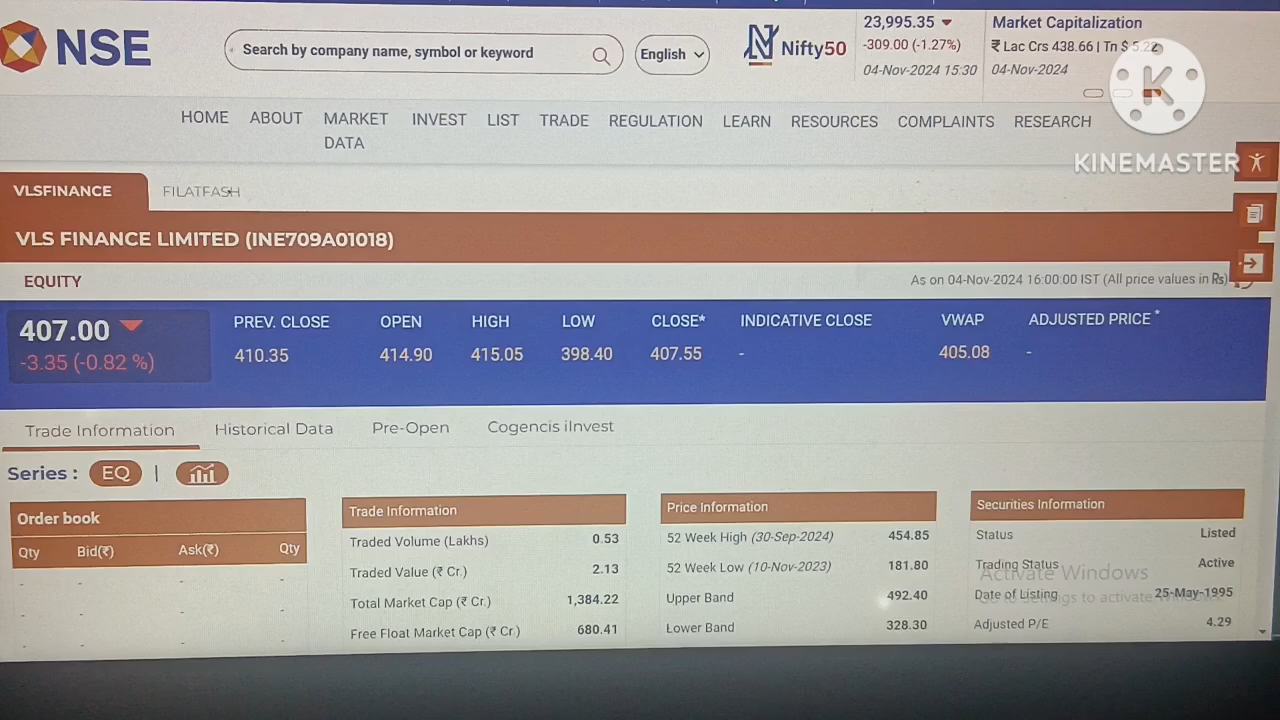 NSE
Search by company name, symbol or keyword
English
Nifty50
23,995.35
-309.00 (-1.27%)
04-Nov-2024 15:30
Market Capitalization
₹ Lac Crs 438.66 | Tn $ 5.22
04-Nov-2024
K
KINEMASTER
HOME ABOUT MARKET DATA INVEST LIST TRADE REGULATION LEARN RESOURCES COMPLAINTS RESEARCH
VLSFINANCE FILATFASH
VLS FINANCE LIMITED (INE709A01018)
EQUITY
As on 04-Nov-2024 16:00:00 IST (All price values in Rs)
407.00
-3.35 (-0.82 %)
PREV. CLOSE OPEN HIGH LOW CLOSE* INDICATIVE CLOSE VWAP ADJUSTED PRICE *
410.35 414.90 415.05 398.40 407.55 - 405.08 -
Trade Information Historical Data Pre-Open Cogencis iInvest
Series : EQ |
Order book
Qty Bid(₹) Ask(₹) Qty
- - - -
- - - -
- - - -
Trade Information
Traded Volume (Lakhs) 0.53
Traded Value (₹ Cr.) 2.13
Total Market Cap (₹ Cr.) 1,384.22
Free Float Market Cap (₹ Cr.) 680.41
Price Information
52 Week High (30-Sep-2024) 454.85
52 Week Low (10-Nov-2023) 181.80
Upper Band 492.40
Lower Band 328.30
Securities Information
Status Listed
Trading Status Active
Date of Listing 25-May-1995
Adjusted P/E 4.29
Activate Windows
Go to Settings to activate Windows.